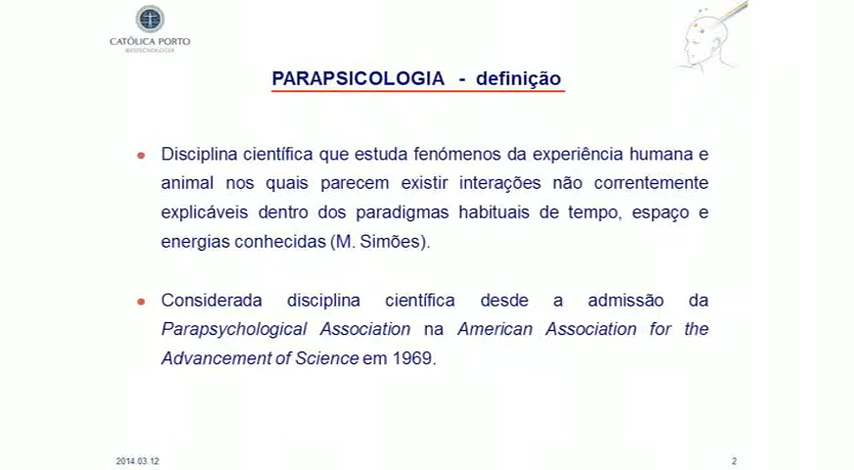 CATÓLICA PORTO
BIOTECNOLOGIA
PARAPSICOLOGIA - definição
• Disciplina científica que estuda fenómenos da experiência humana e
animal nos quais parecem existir interações não correntemente
explicáveis dentro dos paradigmas habituais de tempo, espaço e
energias conhecidas (M. Simões).
• Considerada disciplina científica desde a admissão da
Parapsychological Association na American Association for the
Advancement of Science em 1969.
2014.03.12
2